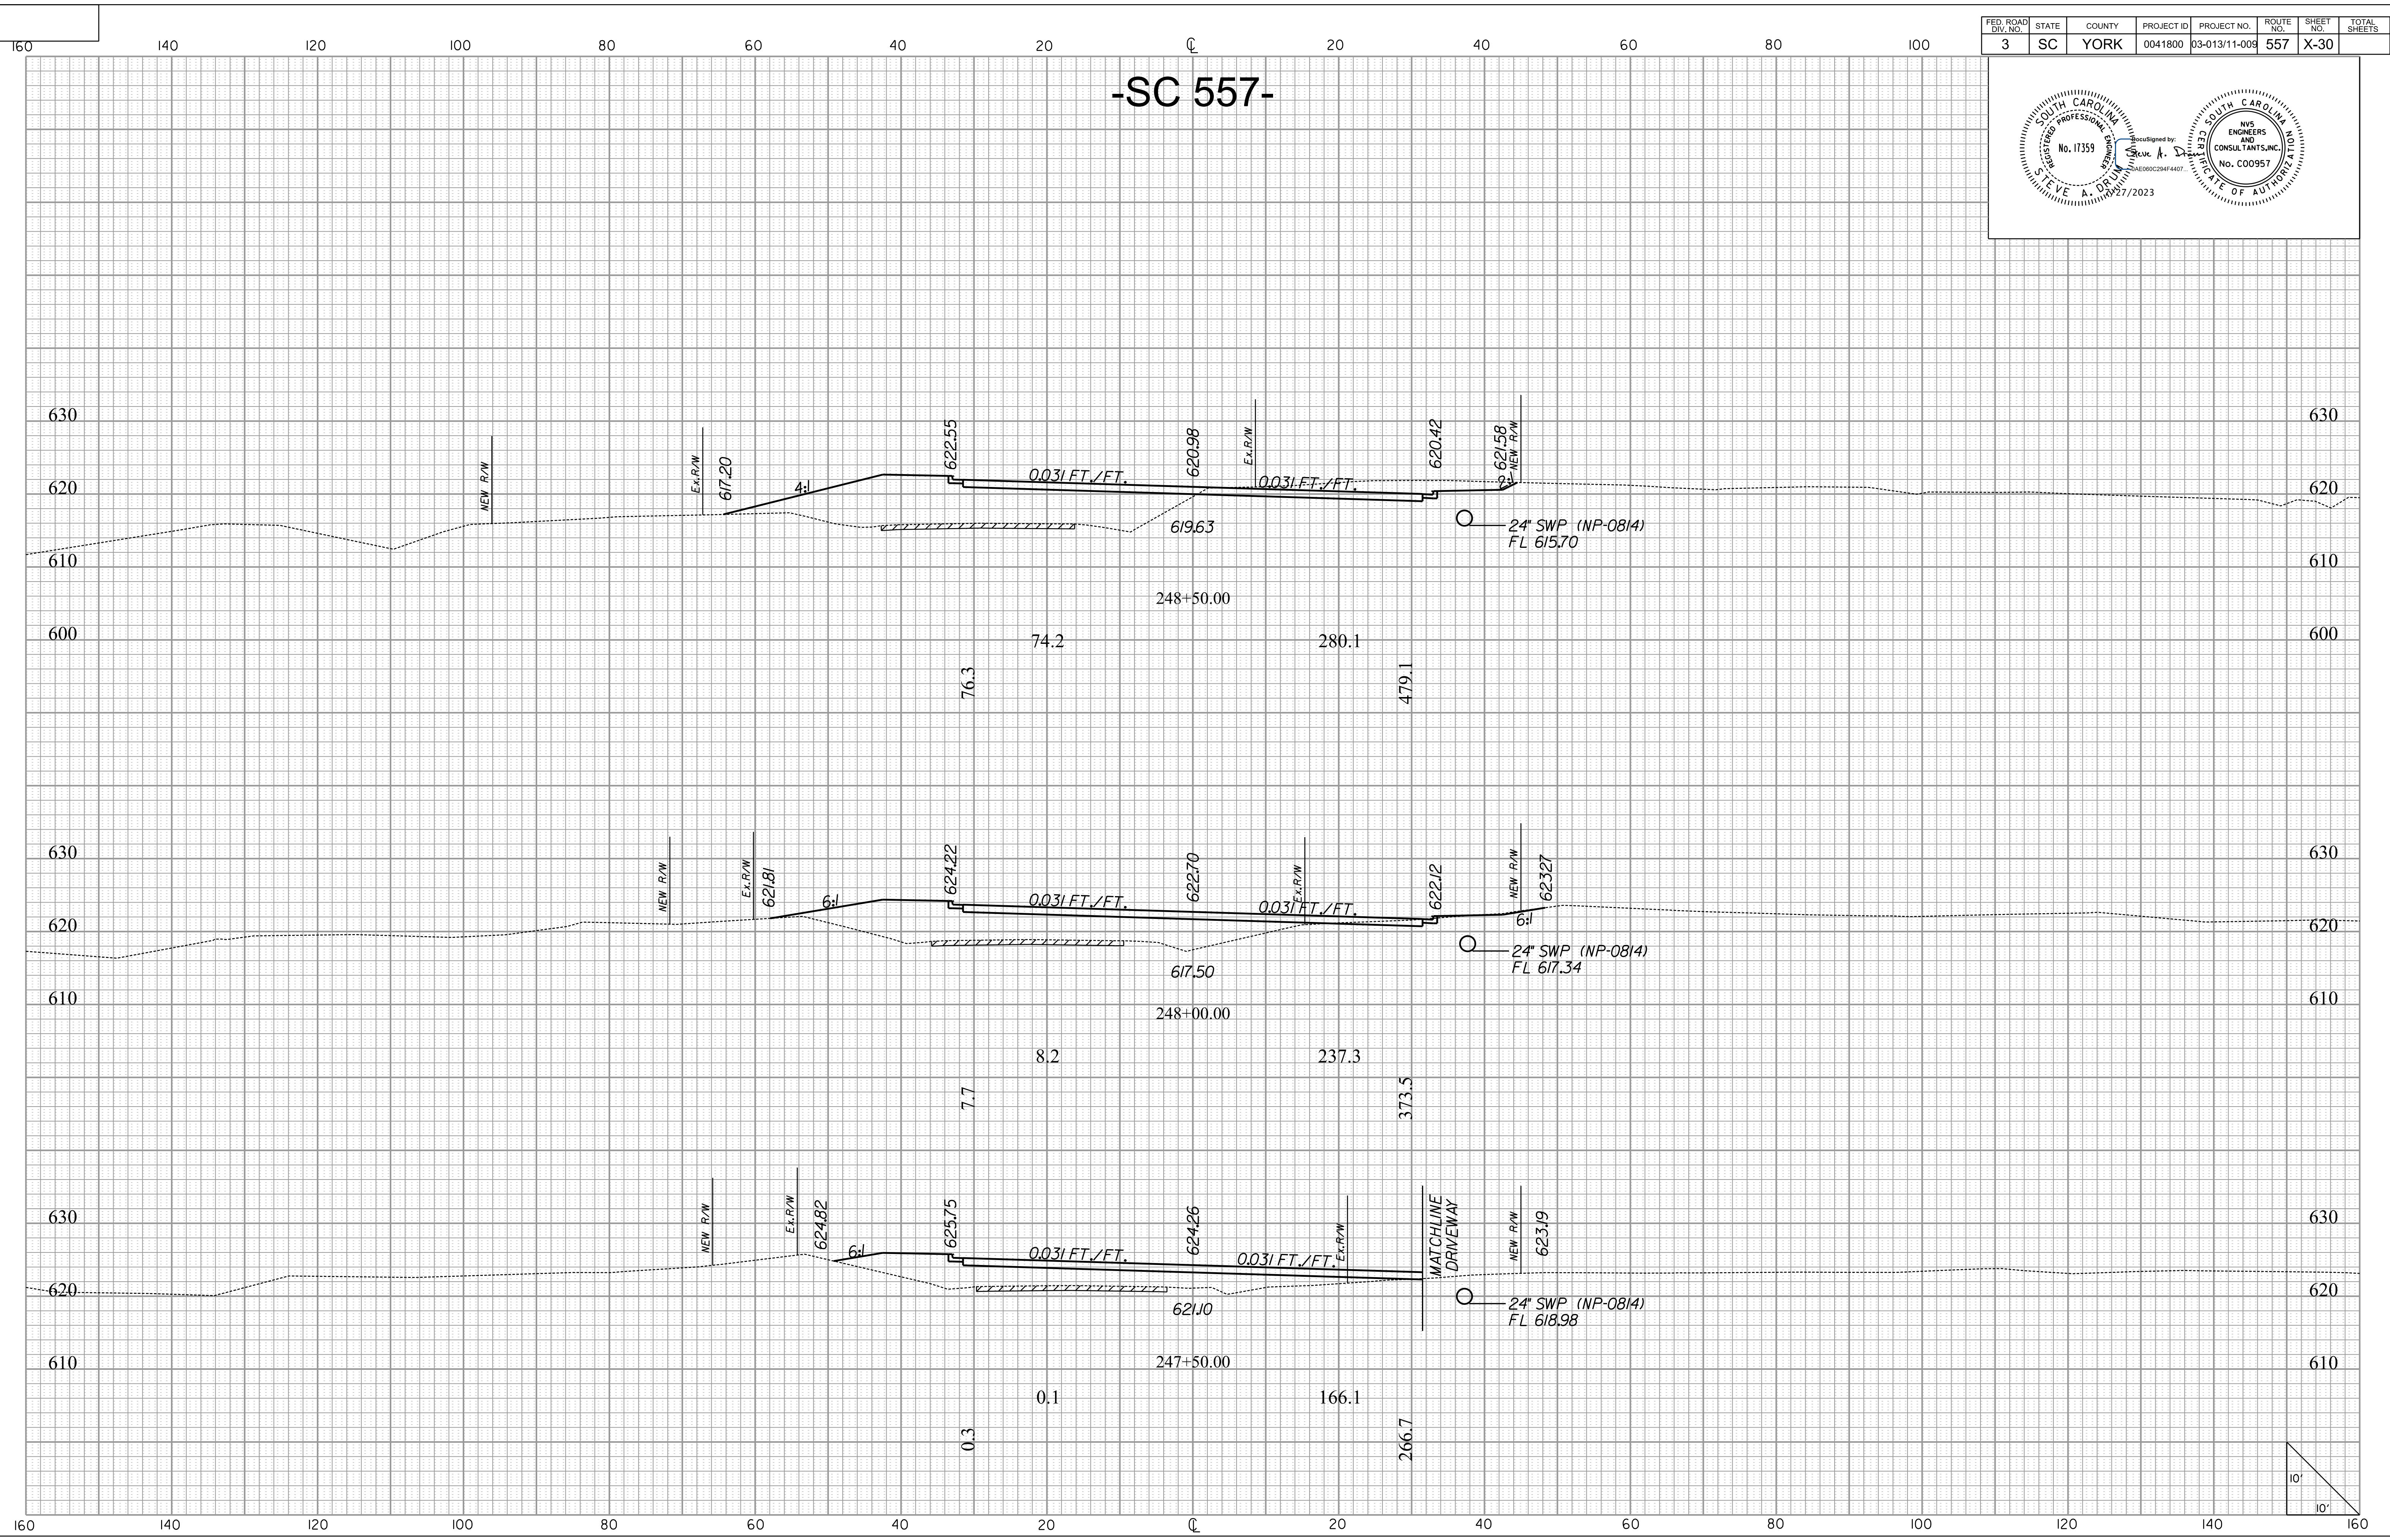 FED. ROAD DIV. NO. STATE COUNTY PROJECT ID PROJECT NO. ROUTE NO. SHEET NO. TOTAL SHEETS
3 SC YORK 0041800 03-013/11-009 557 X-30
160 140 120 100 80 60 40 20 ℄ 20 40 60 80 100
-SC 557-
SOUTH CAROLINA
REGISTERED PROFESSIONAL ENGINEER
No. 17359
STEVE A. DRUM
DocuSigned by:
Steve A. Drum
0AE060C294F4407...
/27/2023
SOUTH CAROLINA
CERTIFICATE OF AUTHORIZATION
NV5
ENGINEERS
AND
CONSULTANTS,INC.
No. C00957
630 630
620 620
610 610
600 600
NEW R/W
Ex.R/W
617.20
4:1
622.55
0.031 FT./FT.
620.98
Ex.R/W
0.031 FT./FT.
620.42
621.58
NEW R/W
2:1
619.63
24" SWP (NP-0814)
FL 615.70
248+50.00
74.2 280.1
76.3 479.1
630 630
620 620
610 610
NEW R/W
Ex.R/W
621.81
6:1
624.22
0.031 FT./FT.
622.70
Ex.R/W
0.031 FT./FT.
622.12
NEW R/W
623.27
6:1
617.50
24" SWP (NP-0814)
FL 617.34
248+00.00
8.2 237.3
7.7 373.5
630 630
620 620
610 610
NEW R/W
Ex.R/W
624.82
6:1
625.75
0.031 FT./FT.
624.26
0.031 FT./FT.
Ex.R/W
MATCHLINE
DRIVEWAY
NEW R/W
623.19
621.10
24" SWP (NP-0814)
FL 618.98
247+50.00
0.1 166.1
0.3 266.7
10'
10'
160 140 120 100 80 60 40 20 ℄ 20 40 60 80 100 120 140 160